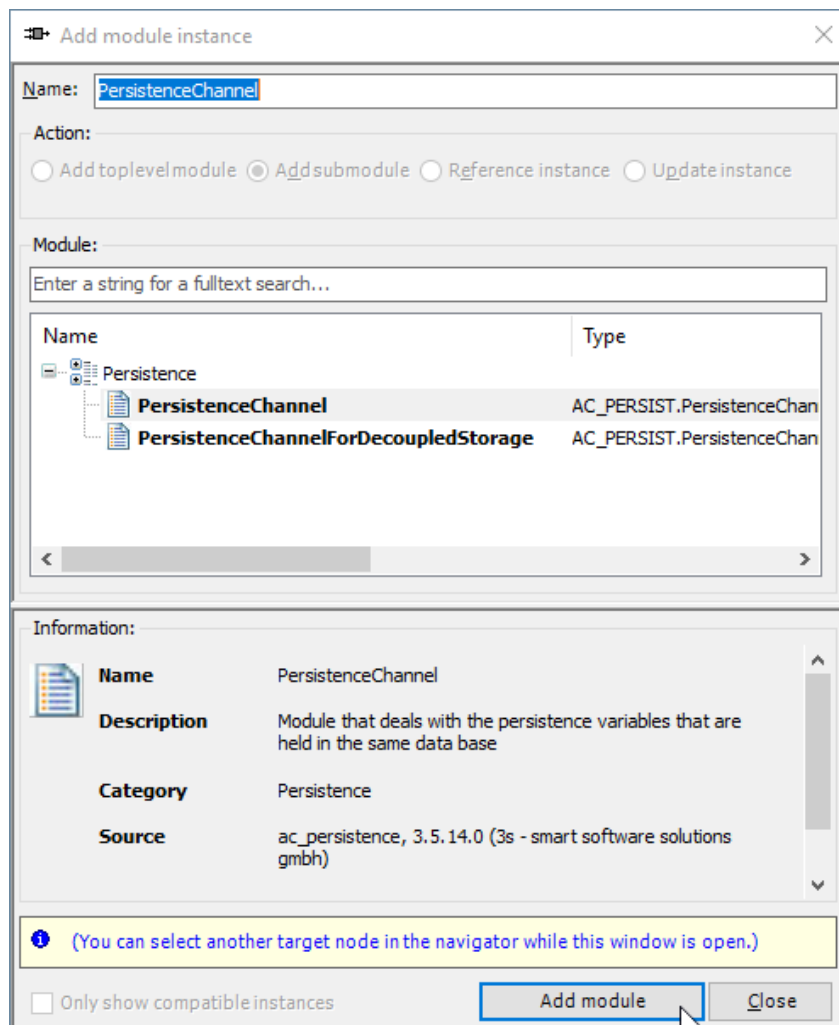 Add module instance
Name: PersistenceChannel
Action:
Add toplevel module Add submodule Reference instance Update instance
Module:
Enter a string for a fulltext search...
Name Type
Persistence
PersistenceChannel AC_PERSIST.PersistenceChan
PersistenceChannelForDecoupledStorage AC_PERSIST.PersistenceChan
Information:
Name PersistenceChannel
Description Module that deals with the persistence variables that are
held in the same data base
Category Persistence
Source ac_persistence, 3.5.14.0 (3s - smart software solutions
gmbh)
(You can select another target node in the navigator while this window is open.)
Only show compatible instances Add module Close